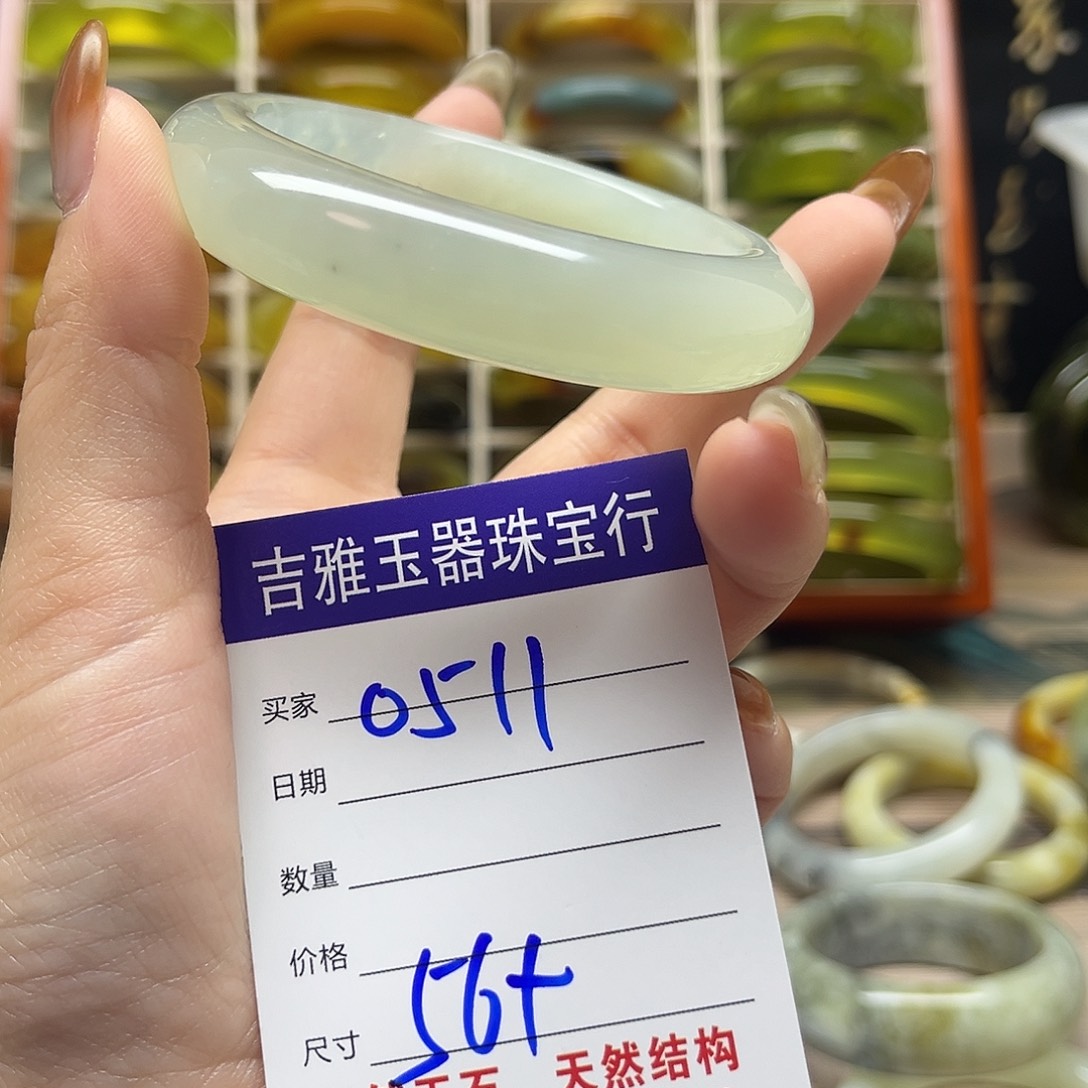 吉雅玉器珠宝行
买家 0511
日期
数量
价格
尺寸 56+
天然结构